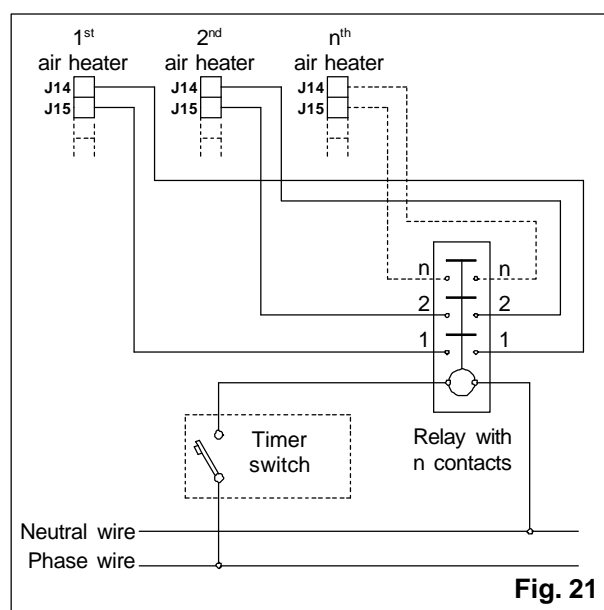 1st 2nd nth
air heater air heater air heater
J14 J14 J14
J15 J15 J15
n n
2 2
1 1
Timer
switch
Relay with
n contacts
Neutral wire
Phase wire
Fig. 21